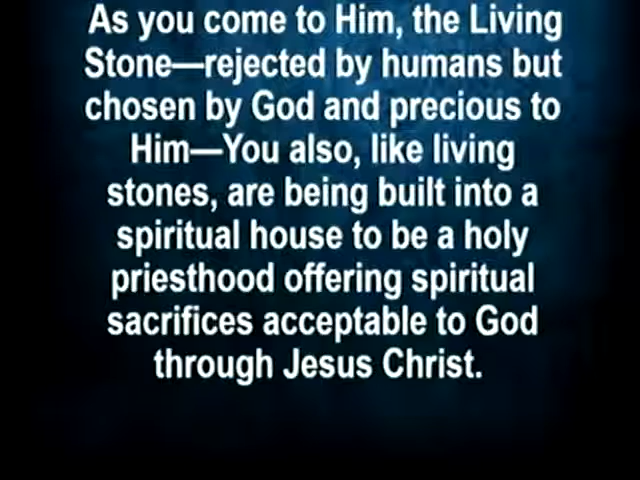 As you come to Him, the Living
Stone—rejected by humans but
chosen by God and precious to
Him—You also, like living
stones, are being built into a
spiritual house to be a holy
priesthood offering spiritual
sacrifices acceptable to God
through Jesus Christ.